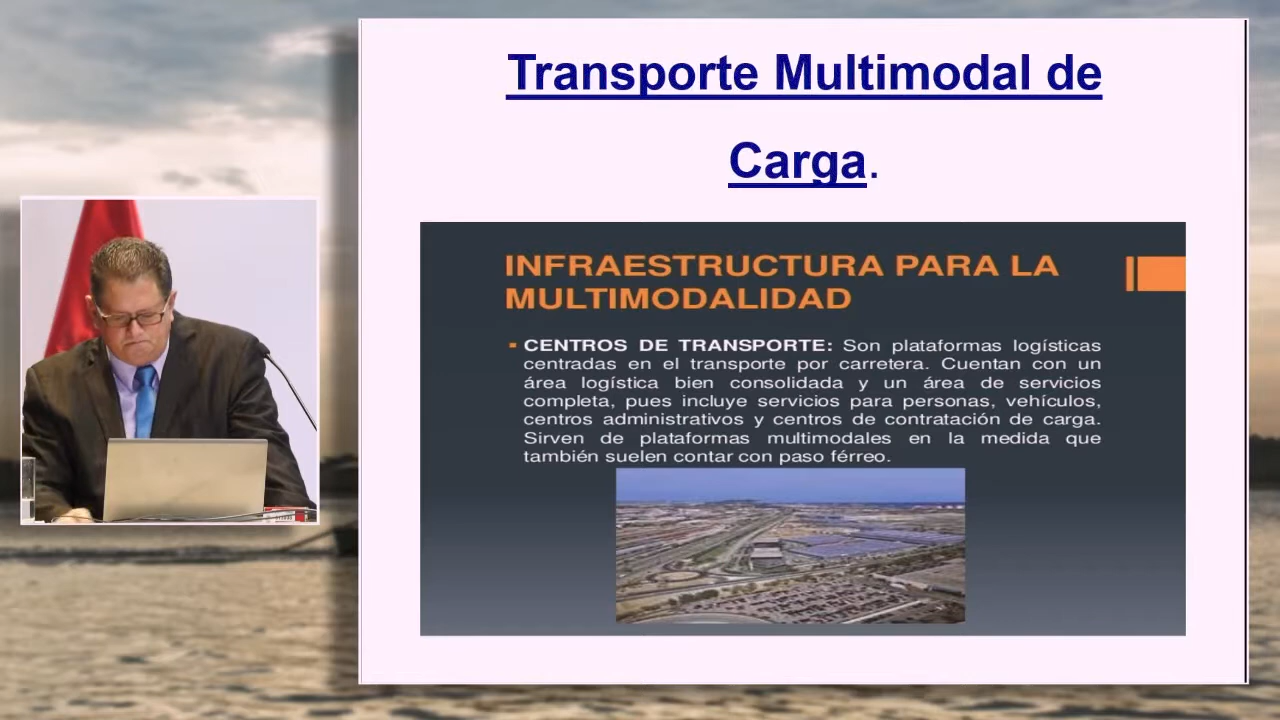 Transporte Multimodal de
Carga.
INFRAESTRUCTURA PARA LA
MULTIMODALIDAD
▪ CENTROS DE TRANSPORTE: Son plataformas logísticas
centradas en el transporte por carretera. Cuentan con un
área logística bien consolidada y un área de servicios
completa, pues incluye servicios para personas, vehículos,
centros administrativos y centros de contratación de carga.
Sirven de plataformas multimodales en la medida que
también suelen contar con paso férreo.